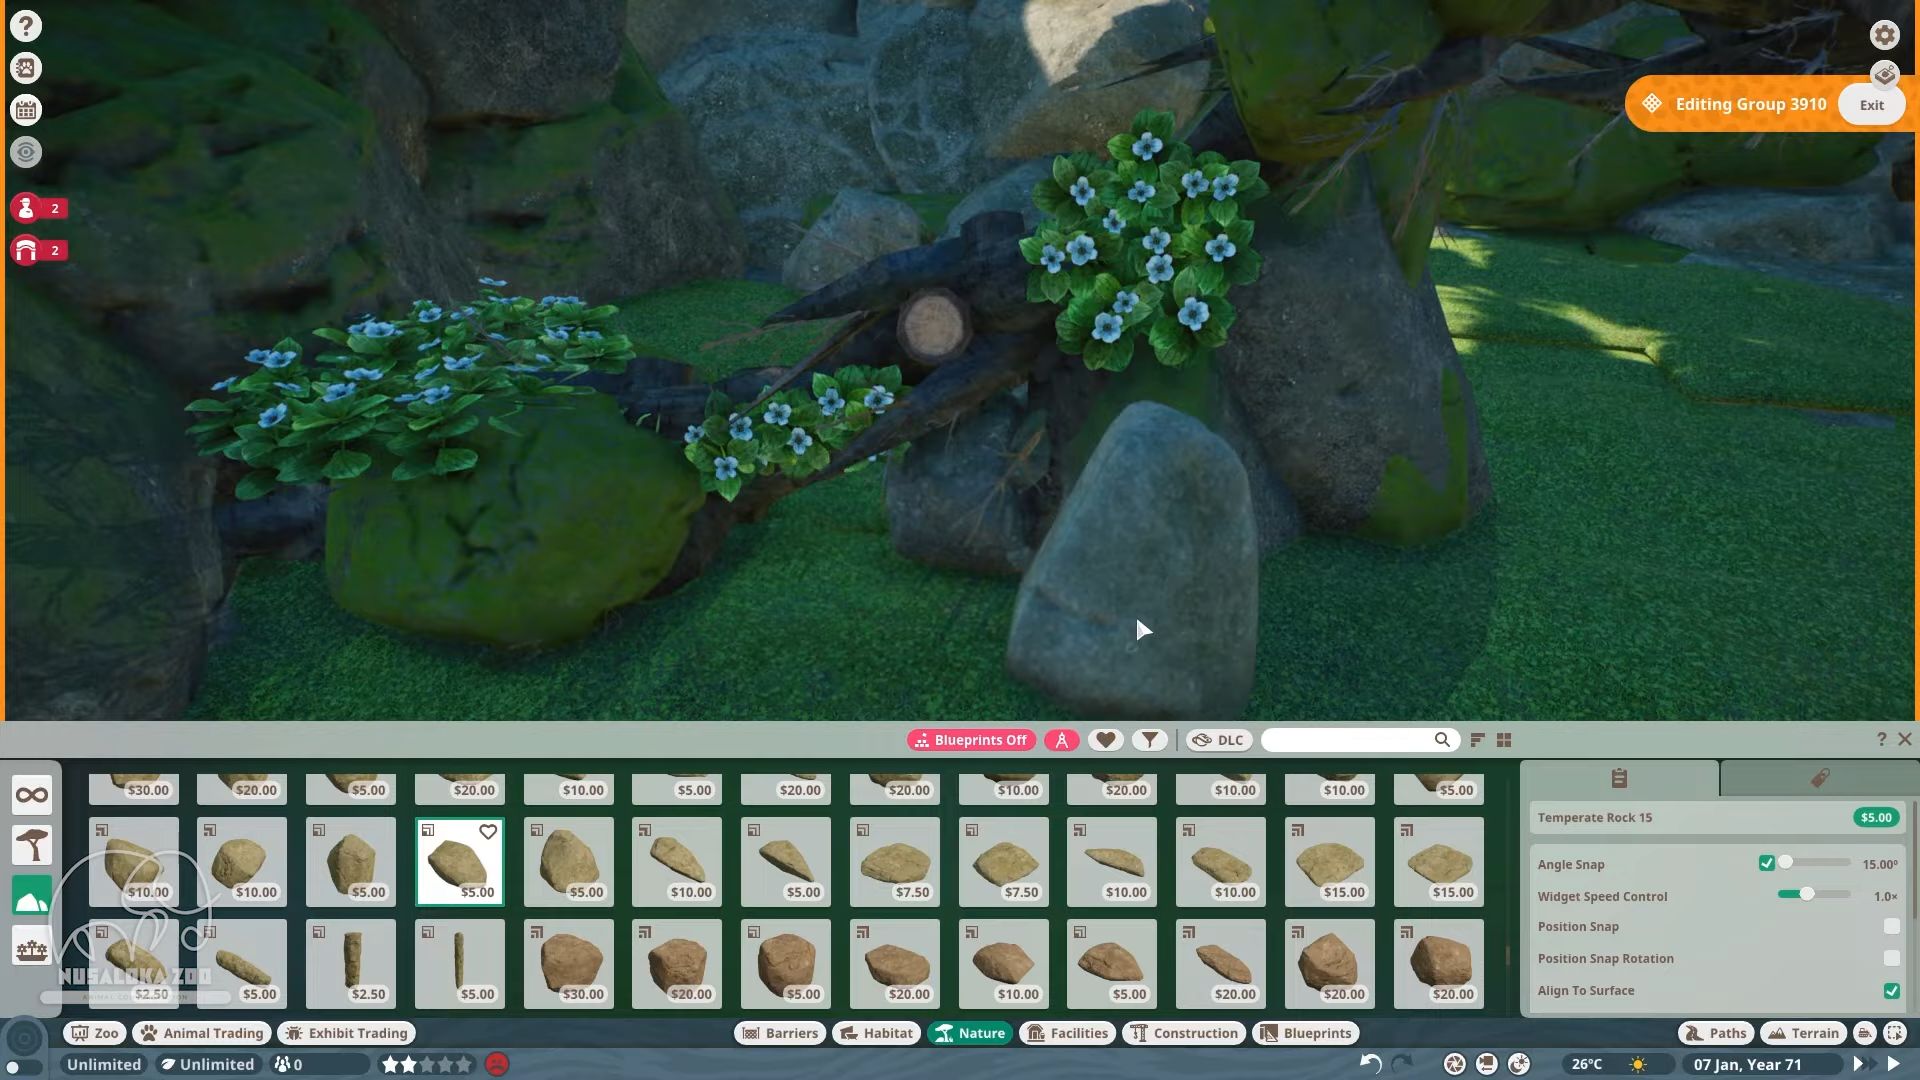 Editing Group 3910
Exit
2
2
Blueprints Off
DLC
$30.00 $20.00 $5.00 $20.00 $10.00 $5.00 $20.00 $20.00 $10.00 $20.00 $10.00 $10.00 $5.00
$10.00 $10.00 $5.00 $5.00 $5.00 $10.00 $5.00 $7.50 $7.50 $10.00 $10.00 $15.00 $15.00
$2.50 $5.00 $2.50 $5.00 $30.00 $20.00 $5.00 $20.00 $10.00 $5.00 $20.00 $20.00 $20.00
NUSALOKA ZOO
Temperate Rock 15 $5.00
Angle Snap 15.00º
Widget Speed Control 1.0×
Position Snap
Position Snap Rotation
Align To Surface
Zoo Animal Trading Exhibit Trading Barriers Habitat Nature Facilities Construction Blueprints Paths Terrain
Unlimited Unlimited 0 26°C 07 Jan, Year 71